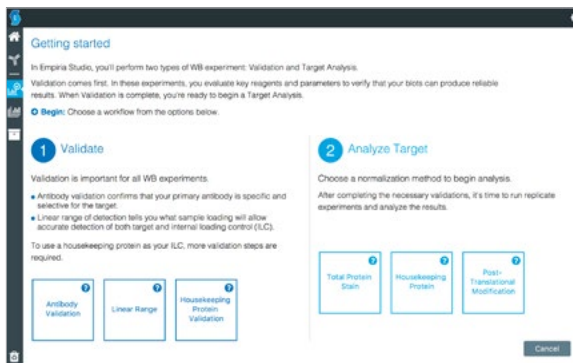 Getting started
In Empiria Studio, you'll perform two types of WB experiment: Validation and Target Analysis.
Validation comes first. In these experiments, you evaluate key reagents and parameters to verify that your blots can produce reliable
results. When Validation is complete, you're ready to begin a Target Analysis.
Begin: Choose a workflow from the options below.
1 Validate
Validation is important for all WB experiments.
• Antibody validation confirms that your primary antibody is specific and
selective for the target.
• Linear range of detection tells you what sample loading will allow
accurate detection of both target and internal loading control (ILC).
To use a housekeeping protein as your ILC, more validation steps are
required.
?
Antibody
Validation
?
Linear Range
?
Housekeeping
Protein
Validation
2 Analyze Target
Choose a normalization method to begin analysis.
After completing the necessary validations, it's time to run replicate
experiments and analyze the results.
?
Total Protein
Stain
?
Housekeeping
Protein
?
Post-
Translational
Modification
Cancel